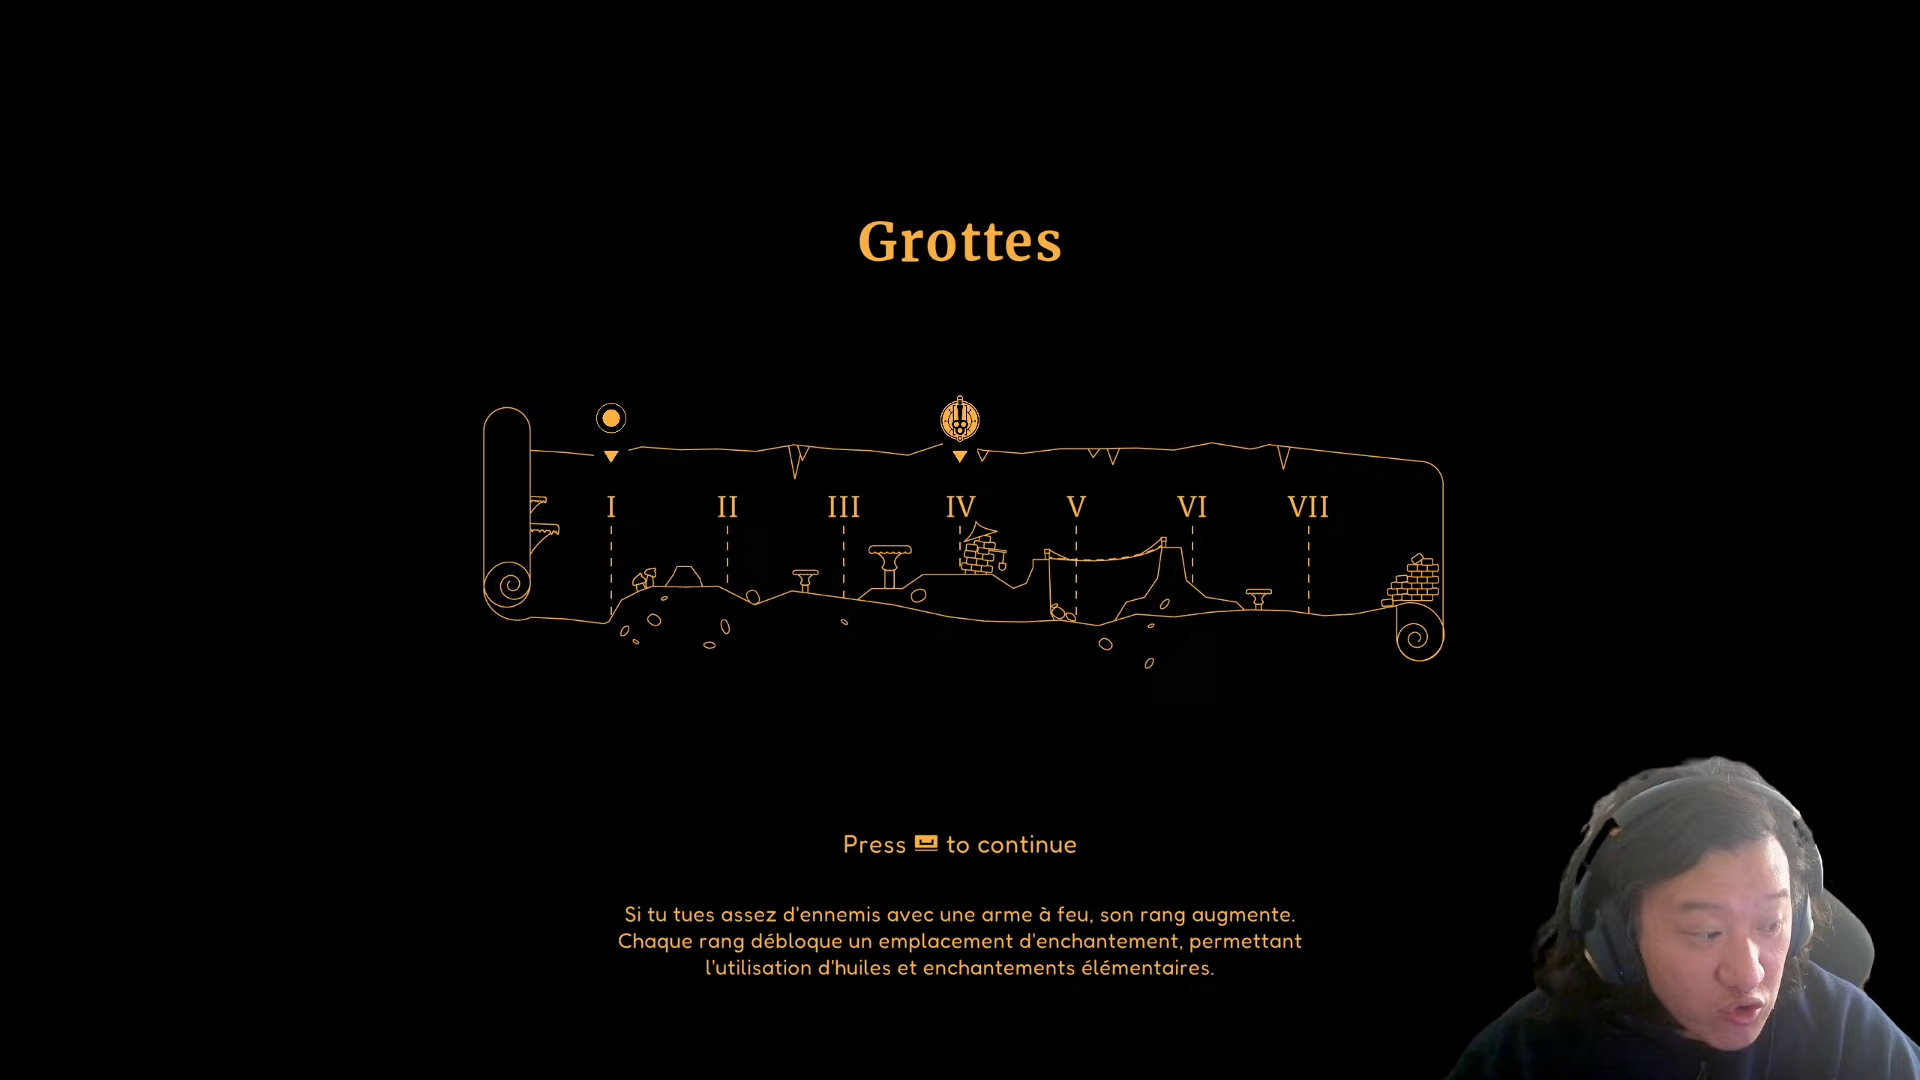 Grottes
I II III IV V VI VII
Press to continue
Si tu tues assez d'ennemis avec une arme à feu, son rang augmente.
Chaque rang débloque un emplacement d'enchantement, permettant
l'utilisation d'huiles et enchantements élémentaires.